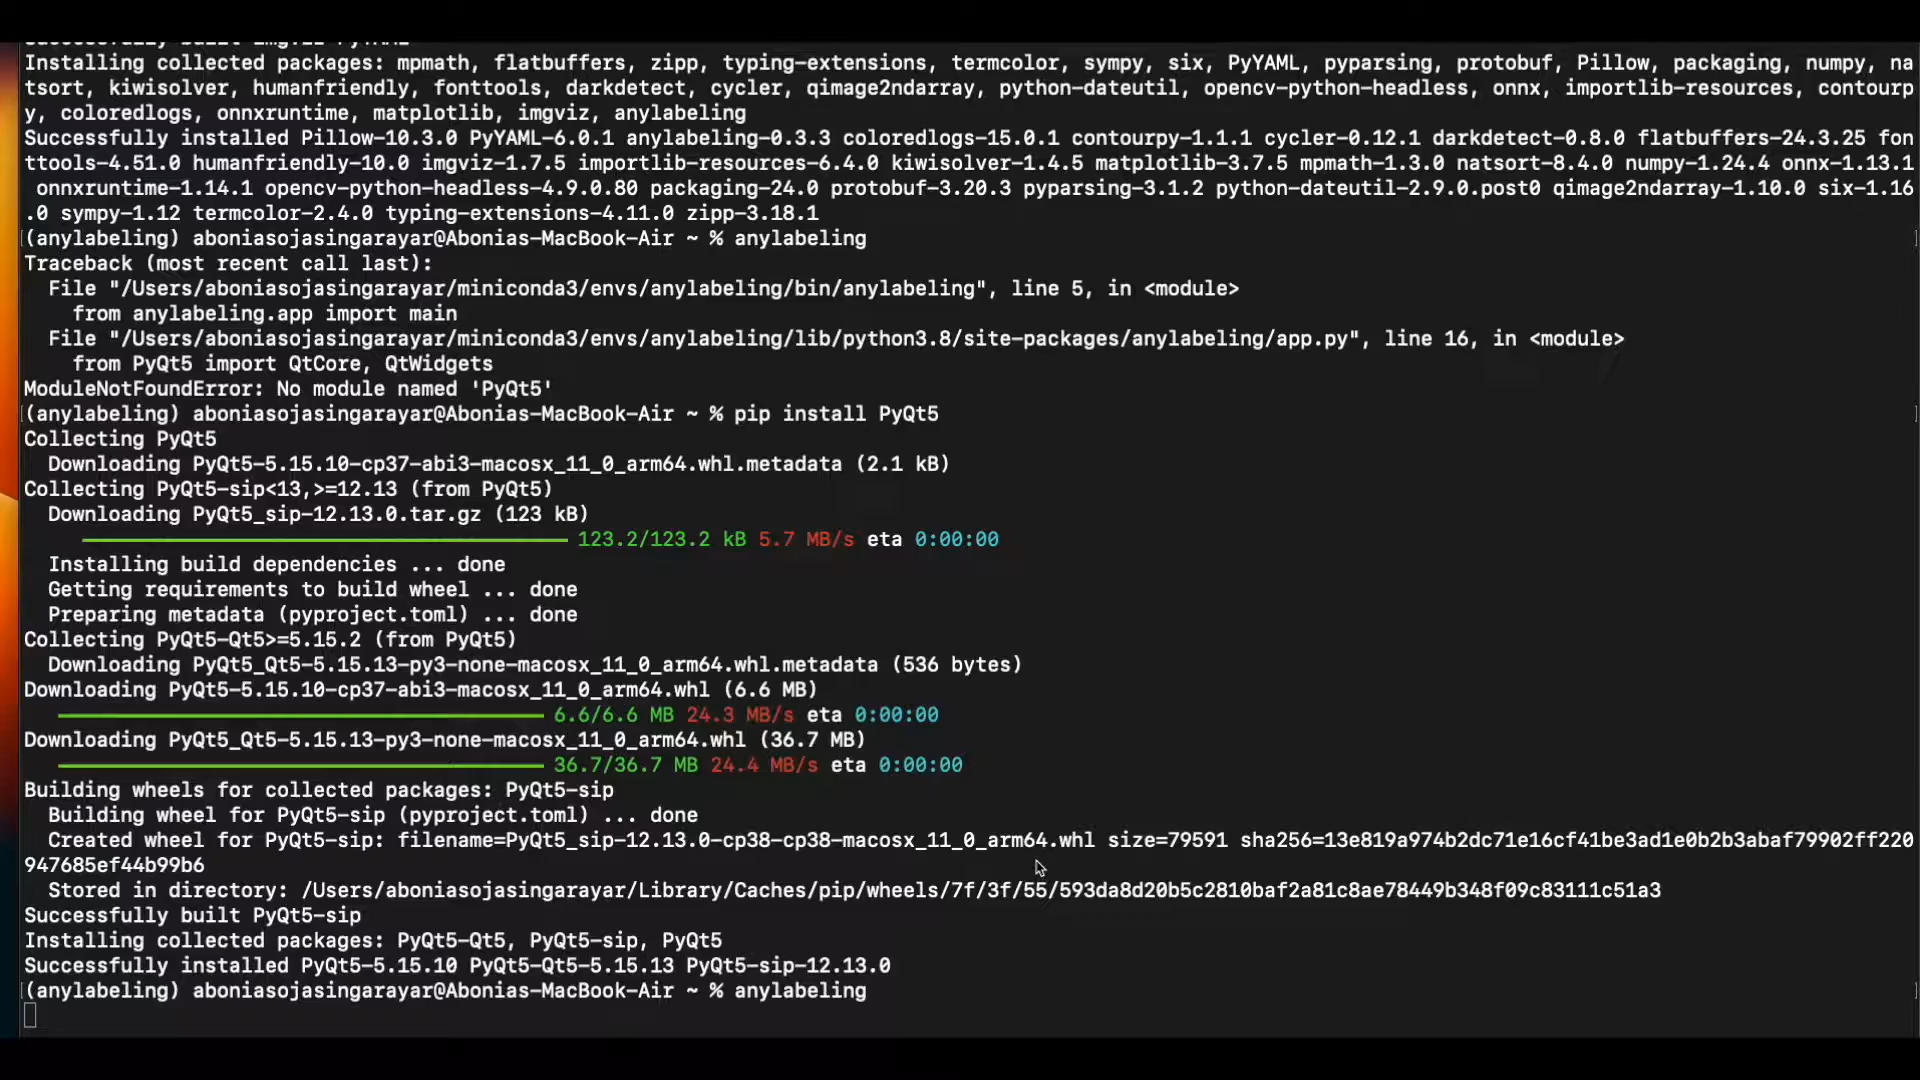 Installing collected packages: mpmath, flatbuffers, zipp, typing-extensions, termcolor, sympy, six, PyYAML, pyparsing, protobuf, Pillow, packaging, numpy, na
tsort, kiwisolver, humanfriendly, fonttools, darkdetect, cycler, qimage2ndarray, python-dateutil, opencv-python-headless, onnx, importlib-resources, contourp
y, coloredlogs, onnxruntime, matplotlib, imgviz, anylabeling
Successfully installed Pillow-10.3.0 PyYAML-6.0.1 anylabeling-0.3.3 coloredlogs-15.0.1 contourpy-1.1.1 cycler-0.12.1 darkdetect-0.8.0 flatbuffers-24.3.25 fon
ttools-4.51.0 humanfriendly-10.0 imgviz-1.7.5 importlib-resources-6.4.0 kiwisolver-1.4.5 matplotlib-3.7.5 mpmath-1.3.0 natsort-8.4.0 numpy-1.24.4 onnx-1.13.1
 onnxruntime-1.14.1 opencv-python-headless-4.9.0.80 packaging-24.0 protobuf-3.20.3 pyparsing-3.1.2 python-dateutil-2.9.0.post0 qimage2ndarray-1.10.0 six-1.16
.0 sympy-1.12 termcolor-2.4.0 typing-extensions-4.11.0 zipp-3.18.1
(anylabeling) aboniasojasingarayar@Abonias-MacBook-Air ~ % anylabeling
Traceback (most recent call last):
  File "/Users/aboniasojasingarayar/miniconda3/envs/anylabeling/bin/anylabeling", line 5, in <module>
    from anylabeling.app import main
  File "/Users/aboniasojasingarayar/miniconda3/envs/anylabeling/lib/python3.8/site-packages/anylabeling/app.py", line 16, in <module>
    from PyQt5 import QtCore, QtWidgets
ModuleNotFoundError: No module named 'PyQt5'
(anylabeling) aboniasojasingarayar@Abonias-MacBook-Air ~ % pip install PyQt5
Collecting PyQt5
  Downloading PyQt5-5.15.10-cp37-abi3-macosx_11_0_arm64.whl.metadata (2.1 kB)
Collecting PyQt5-sip<13,>=12.13 (from PyQt5)
  Downloading PyQt5_sip-12.13.0.tar.gz (123 kB)
123.2/123.2 kB 5.7 MB/s eta 0:00:00
  Installing build dependencies ... done
  Getting requirements to build wheel ... done
  Preparing metadata (pyproject.toml) ... done
Collecting PyQt5-Qt5>=5.15.2 (from PyQt5)
  Downloading PyQt5_Qt5-5.15.13-py3-none-macosx_11_0_arm64.whl.metadata (536 bytes)
Downloading PyQt5-5.15.10-cp37-abi3-macosx_11_0_arm64.whl (6.6 MB)
6.6/6.6 MB 24.3 MB/s eta 0:00:00
Downloading PyQt5_Qt5-5.15.13-py3-none-macosx_11_0_arm64.whl (36.7 MB)
36.7/36.7 MB 24.4 MB/s eta 0:00:00
Building wheels for collected packages: PyQt5-sip
  Building wheel for PyQt5-sip (pyproject.toml) ... done
  Created wheel for PyQt5-sip: filename=PyQt5_sip-12.13.0-cp38-cp38-macosx_11_0_arm64.whl size=79591 sha256=13e819a974b2dc71e16cf41be3ad1e0b2b3abaf79902ff220
947685ef44b99b6
  Stored in directory: /Users/aboniasojasingarayar/Library/Caches/pip/wheels/7f/3f/55/593da8d20b5c2810baf2a81c8ae78449b348f09c83111c51a3
Successfully built PyQt5-sip
Installing collected packages: PyQt5-Qt5, PyQt5-sip, PyQt5
Successfully installed PyQt5-5.15.10 PyQt5-Qt5-5.15.13 PyQt5-sip-12.13.0
(anylabeling) aboniasojasingarayar@Abonias-MacBook-Air ~ % anylabeling